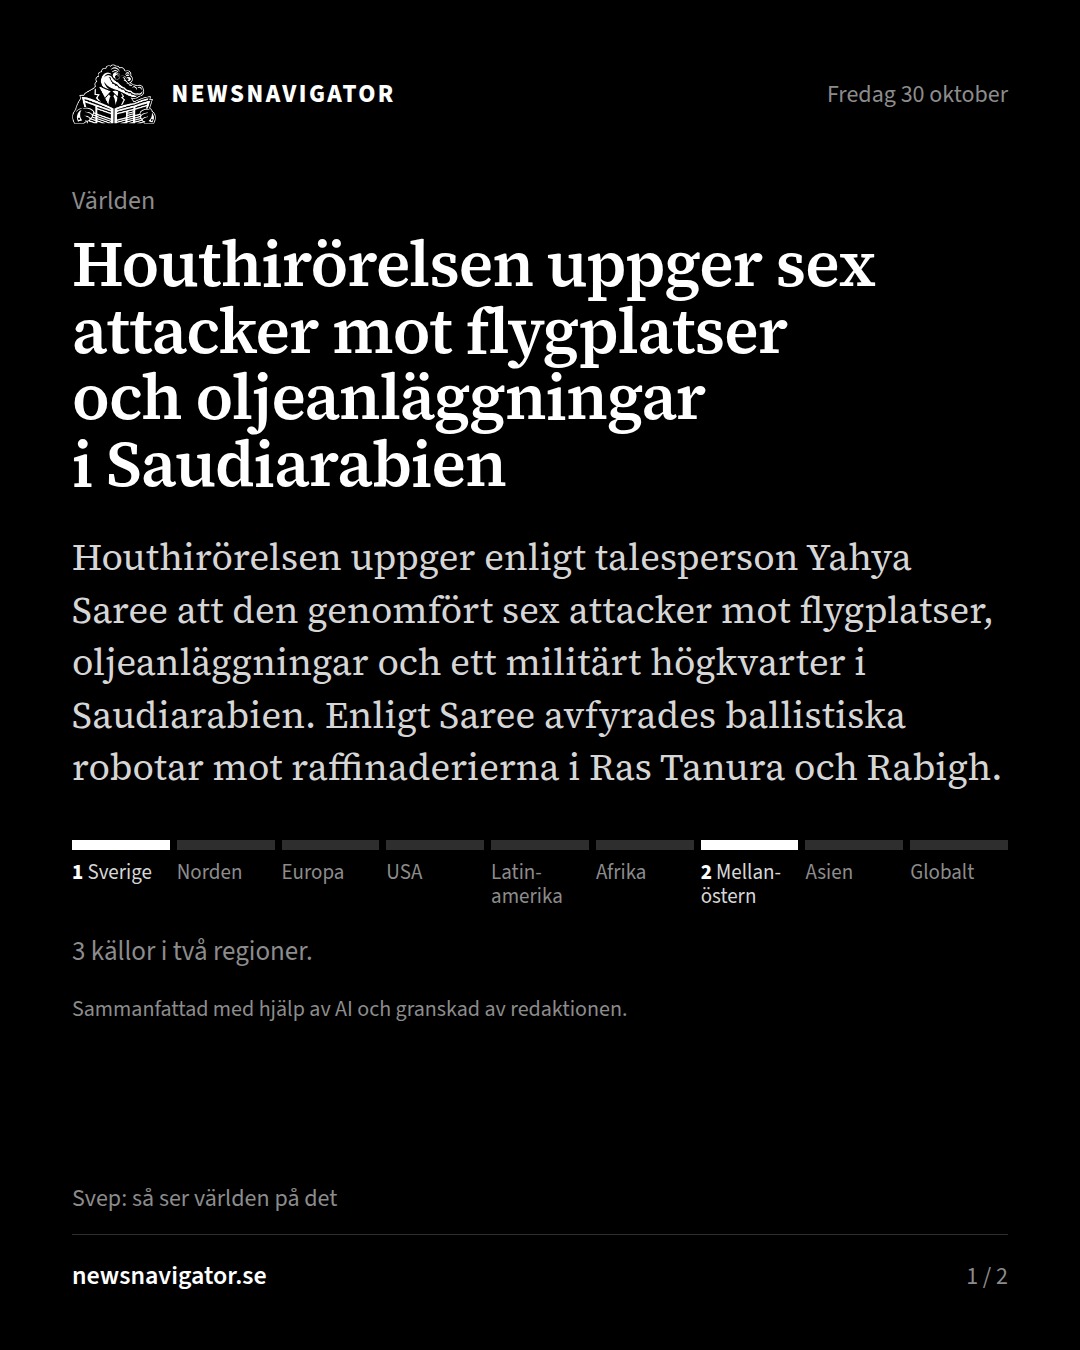 NEWSNAVIGATOR
Fredag 30 oktober
Världen
Houthirörelsen uppger sex
attacker mot flygplatser
och oljeanläggningar
i Saudiarabien
Houthirörelsen uppger enligt talesperson Yahya
Saree att den genomfört sex attacker mot flygplatser,
oljeanläggningar och ett militärt högkvarter i
Saudiarabien. Enligt Saree avfyrades ballistiska
robotar mot raffinaderierna i Ras Tanura och Rabigh.
1 Sverige
Norden
Europa
USA
Latin-
amerika
Afrika
2 Mellan-
östern
Asien
Globalt
3 källor i två regioner.
Sammanfattad med hjälp av AI och granskad av redaktionen.
Svep: så ser världen på det
newsnavigator.se
1 / 2